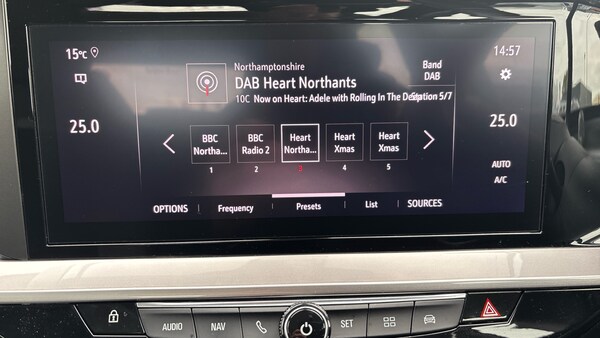 15°C
14:57
Northamptonshire
DAB Heart Northants
10C Now on Heart: Adele with Rolling In The Deep
Station 5/7
Band
DAB
25.0
25.0
BBC
Northa...
BBC
Radio 2
Heart
Northa...
Heart
Xmas
Heart
Xmas
1
2
3
4
5
AUTO
A/C
OPTIONS
Frequency
Presets
List
SOURCES
AUDIO
NAV
SET